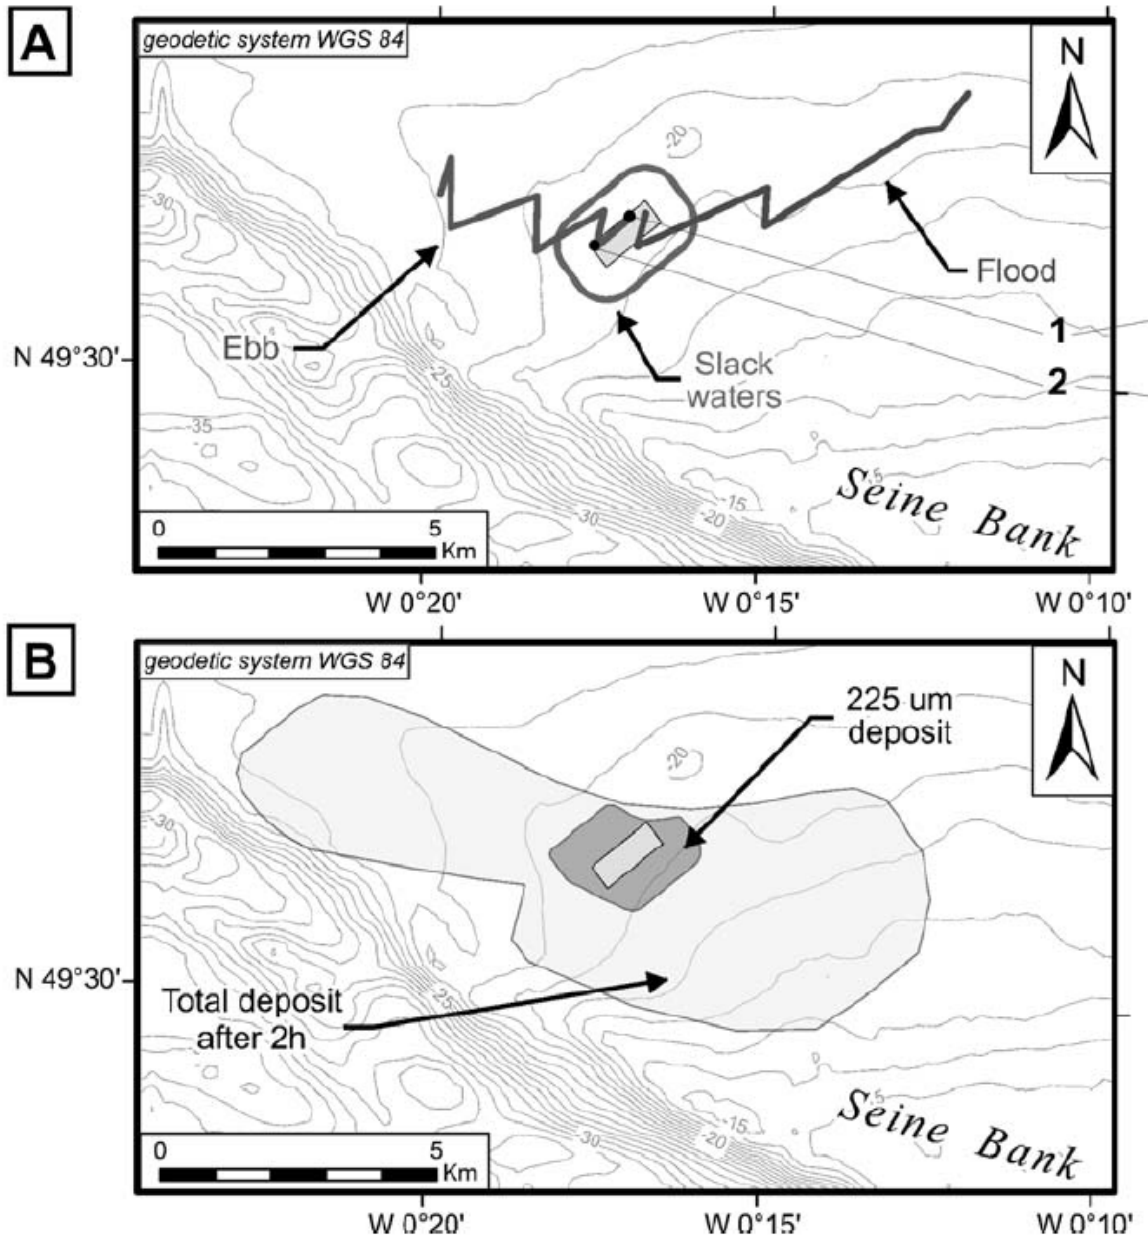 A
geodetic system WGS 84
N
-20
-30
Flood
Ebb
1
N 49°30'
-25
Slack
waters
2
-35
5
Seine Bank
-15
-20
-30
0 5
Km
W 0°20' W 0°15' W 0°10'
B
geodetic system WGS 84
N
225 um
deposit
-20
-30
N 49°30'
-25
Total deposit
after 2h
5
Seine Bank
-15
-20
-30
0 5
Km
W 0°20' W 0°15' W 0°10'